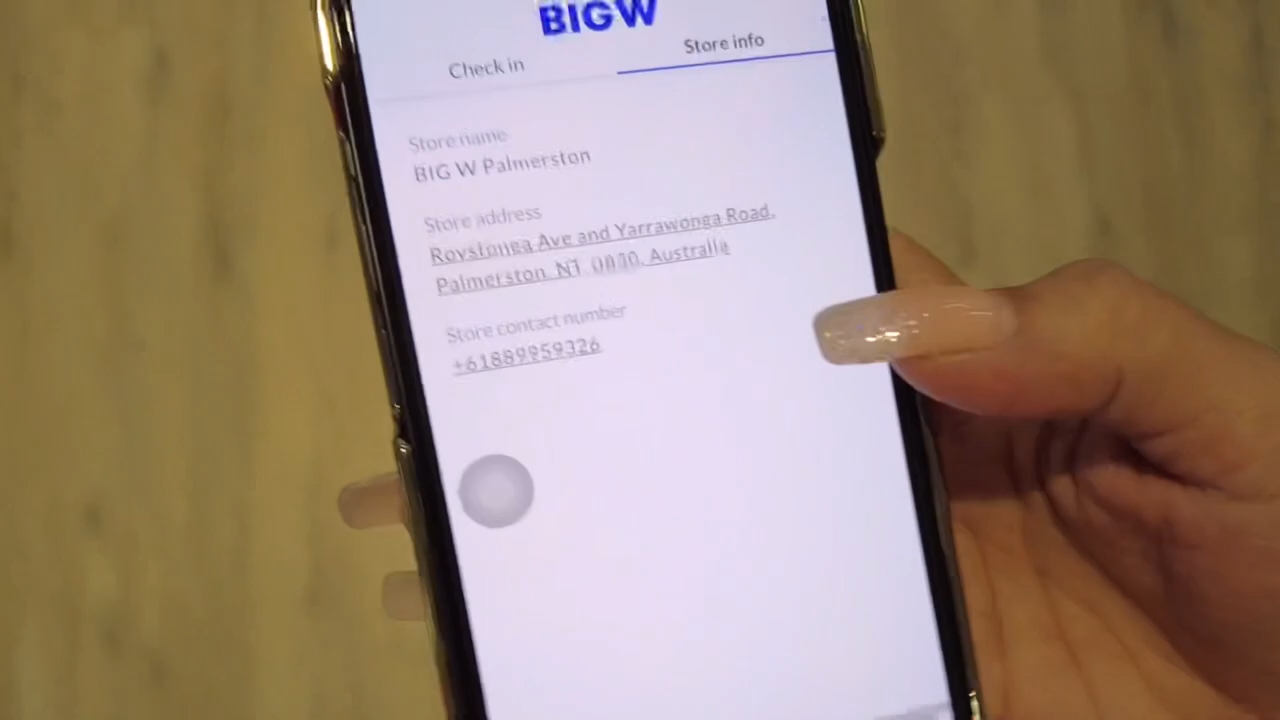 BIGW
Check in
Store info
Store name
BIG W Palmerston
Store address
Roystonea Ave and Yarrawonga Road,
Palmerston, NT, 0830, Australia
Store contact number
+61889959326